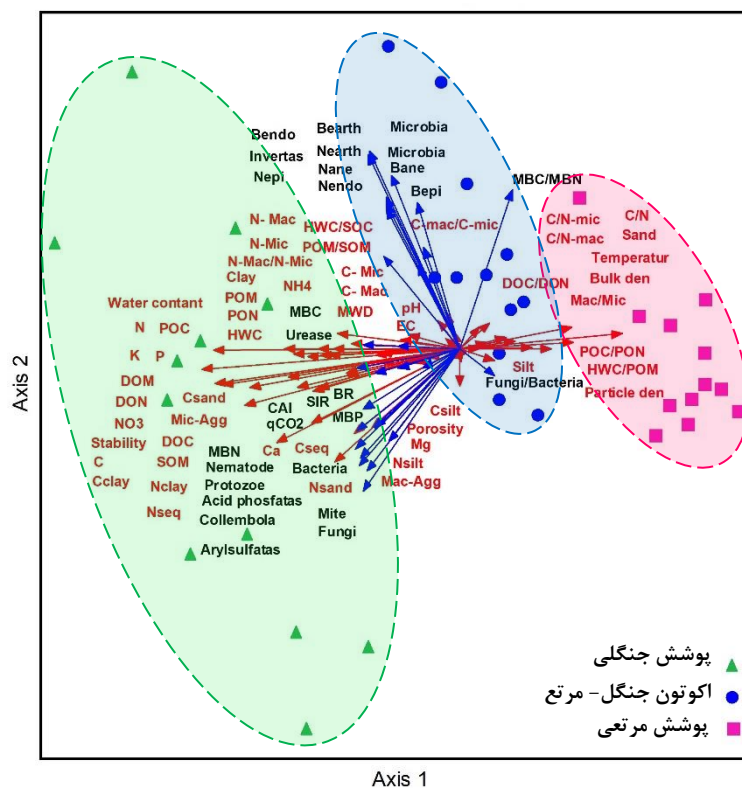 Bendo
Bearth
Microbia
Invertas
Nearth
Microbia
Nepi
Nane
Bane
Nendo
Bepi
MBC/MBN
N- Mac
HWC/SOC
C-mac/C-mic
C/N-mic
C/N
N-Mic
POM/SOM
C/N-mac
Sand
N-Mac/N-Mic
Temperatur
Clay
NH4
C- Mic
DOC/DON
Bulk den
POM
C- Mac
Mac/Mic
Water contant
PON
MBC
MWD
pH
N
POC
HWC
Urease
EC
K
P
POC/PON
DOM
Silt
HWC/POM
DON
Csand
SIR
BR
Fungi/Bacteria
Particle den
NO3
Mic-Agg
CAI
MBP
Csilt
Stability
DOC
qCO2
Porosity
C
SOM
MBN
Ca
Cseq
Mg
Cclay
Nclay
Nematode
Bacteria
Nsilt
Protozoe
Nsand
Mac-Agg
Nseq
Acid phosfatas
Collembola
Mite
Arylsulfatas
Fungi
پوشش جنگلی
اکوتون جنگل- مرتع
پوشش مرتعی
Axis 2
Axis 1